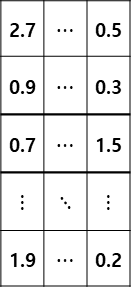 2.7 ⋯ 0.5
0.9 ⋯ 0.3
0.7 ⋯ 1.5
⋮ ⋱ ⋮
1.9 ⋯ 0.2